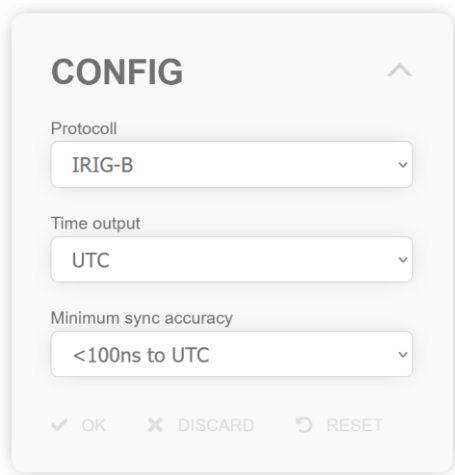 CONFIG
Protocoll
IRIG-B
Time output
UTC
Minimum sync accuracy
<100ns to UTC
OK DISCARD RESET